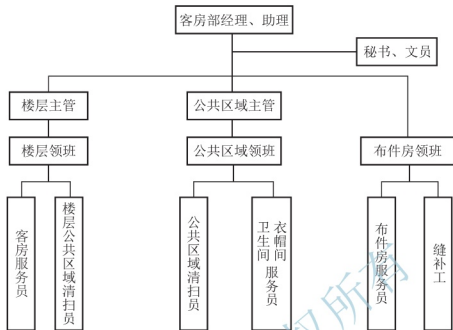 客房部经理、助理
秘书、文员
楼层主管
公共区域主管
楼层领班
公共区域领班
布件房领班
客房服务员
楼层公共区域清扫员
公共区域清扫员
衣帽间
卫生间 服务员
布件房服务员
缝补工
权所有